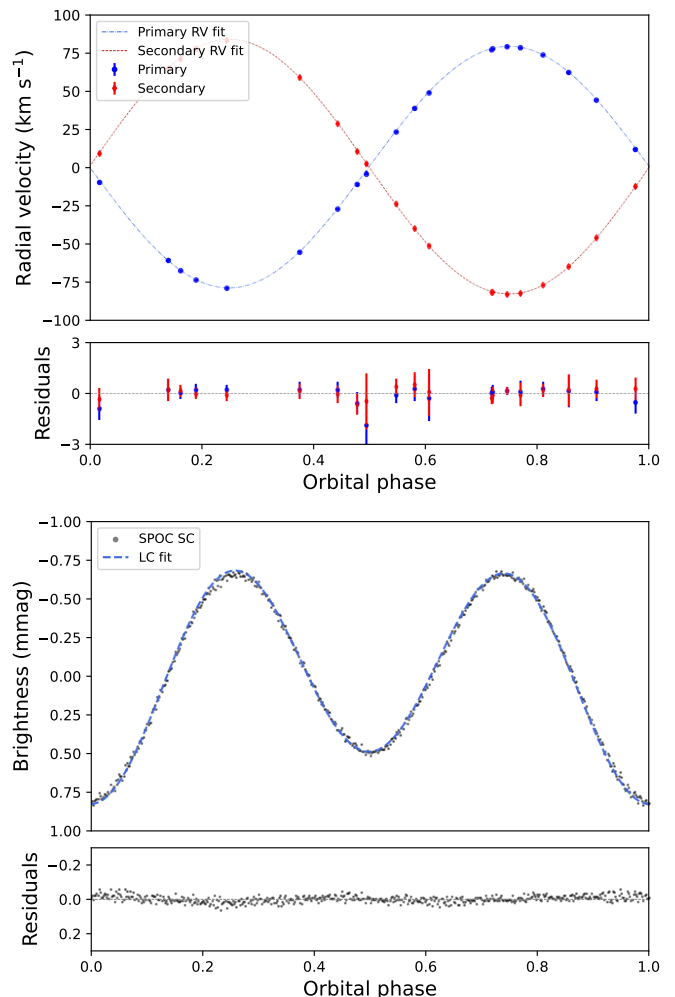 100
75
50
25
0
−25
−50
−75
−100
Radial velocity (km s⁻¹)
Primary RV fit
Secondary RV fit
Primary
Secondary
3
0
−3
Residuals
0.0 0.2 0.4 0.6 0.8 1.0
Orbital phase
−1.00
−0.75
−0.50
−0.25
0.00
0.25
0.50
0.75
1.00
Brightness (mmag)
SPOC SC
LC fit
−0.2
0.0
0.2
Residuals
0.0 0.2 0.4 0.6 0.8 1.0
Orbital phase